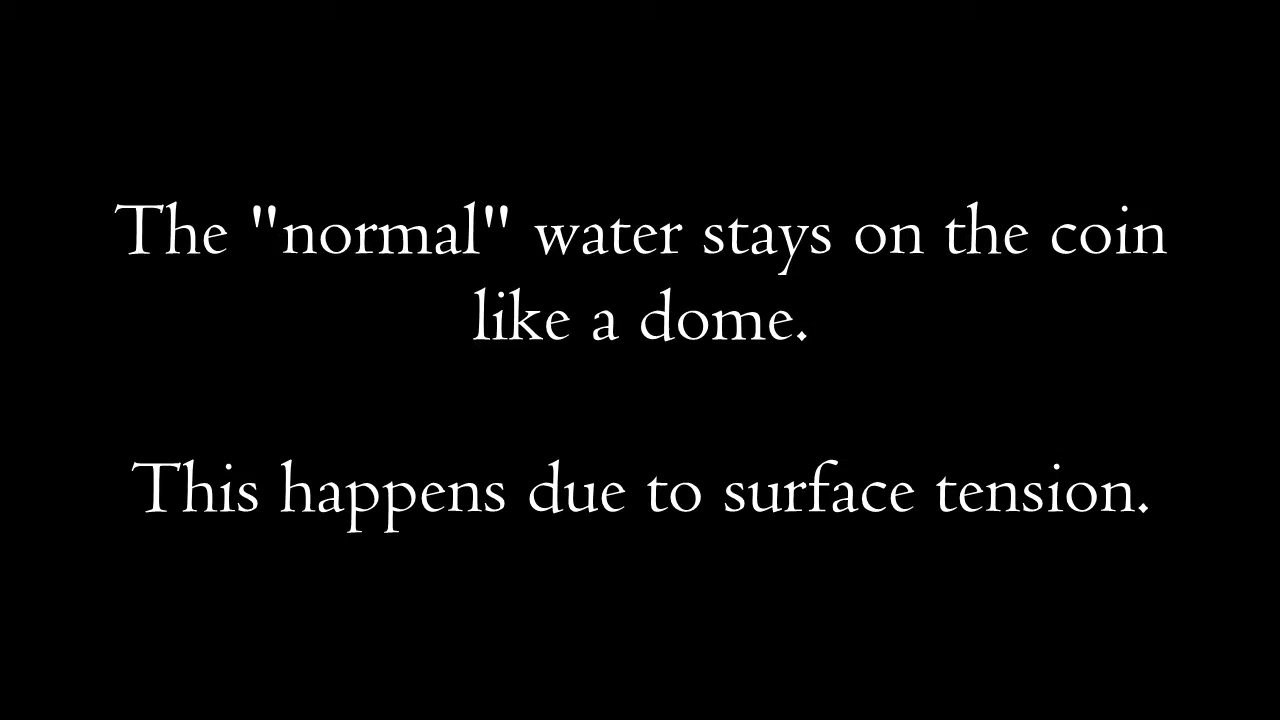 The "normal" water stays on the coin
like a dome.
This happens due to surface tension.